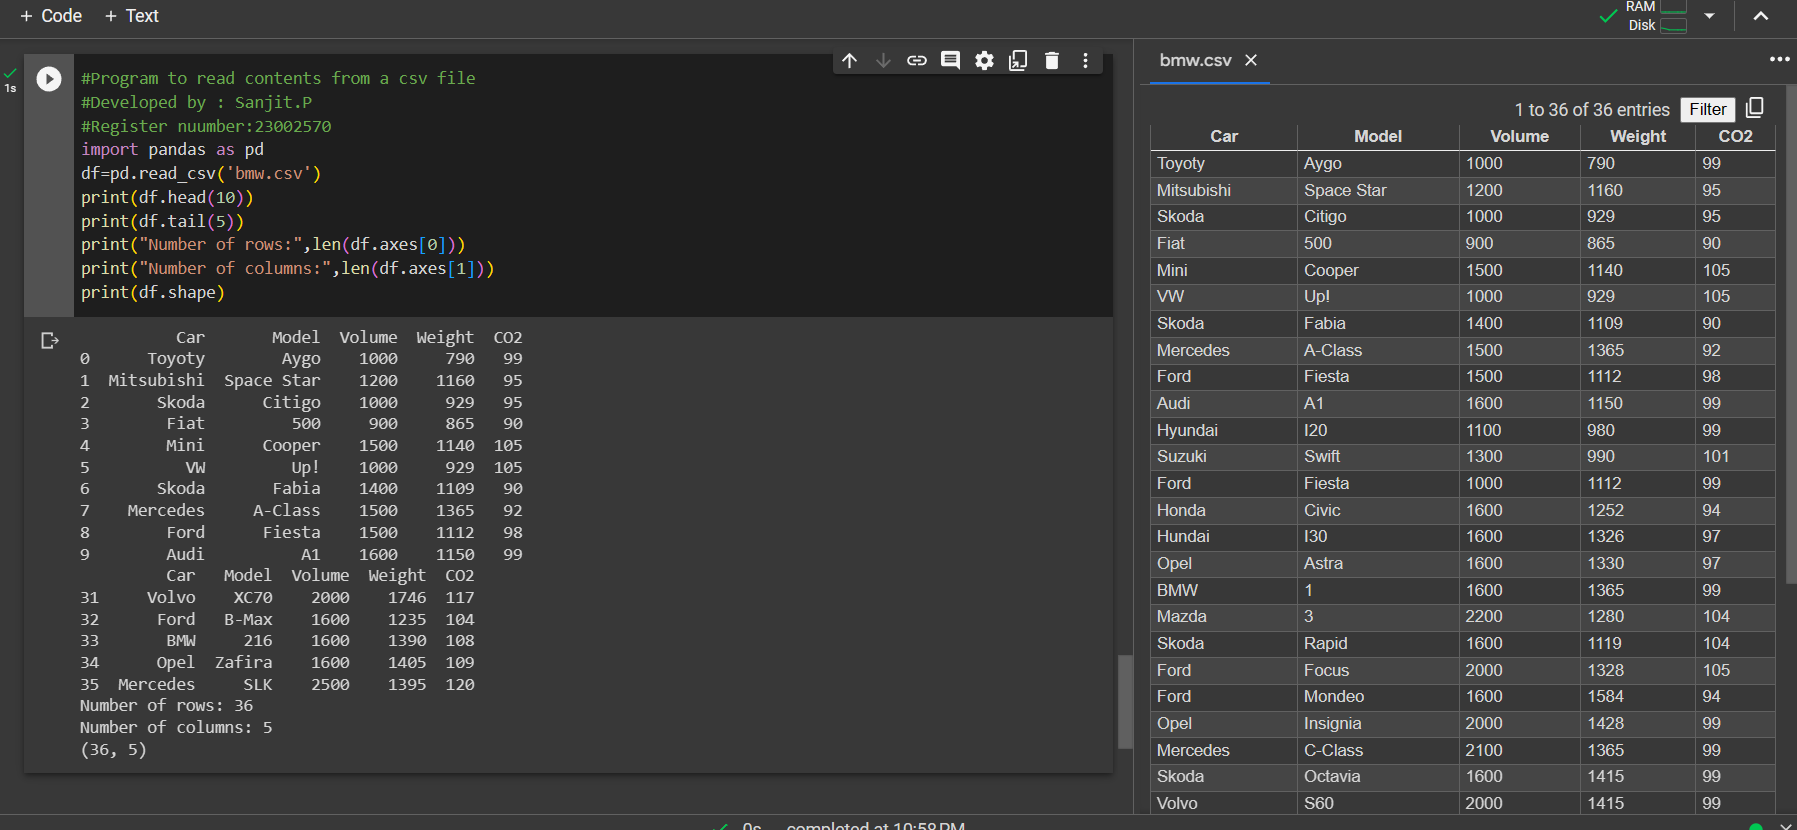 + Code + Text
RAM
Disk
1s
#Program to read contents from a csv file
#Developed by : Sanjit.P
#Register nuumber:23002570
import pandas as pd
df=pd.read_csv('bmw.csv')
print(df.head(10))
print(df.tail(5))
print("Number of rows:",len(df.axes[0]))
print("Number of columns:",len(df.axes[1]))
print(df.shape)
Car Model Volume Weight CO2
0 Toyoty Aygo 1000 790 99
1 Mitsubishi Space Star 1200 1160 95
2 Skoda Citigo 1000 929 95
3 Fiat 500 900 865 90
4 Mini Cooper 1500 1140 105
5 VW Up! 1000 929 105
6 Skoda Fabia 1400 1109 90
7 Mercedes A-Class 1500 1365 92
8 Ford Fiesta 1500 1112 98
9 Audi A1 1600 1150 99
Car Model Volume Weight CO2
31 Volvo XC70 2000 1746 117
32 Ford B-Max 1600 1235 104
33 BMW 216 1600 1390 108
34 Opel Zafira 1600 1405 109
35 Mercedes SLK 2500 1395 120
Number of rows: 36
Number of columns: 5
(36, 5)
bmw.csv
1 to 36 of 36 entries Filter
Car Model Volume Weight CO2
Toyoty Aygo 1000 790 99
Mitsubishi Space Star 1200 1160 95
Skoda Citigo 1000 929 95
Fiat 500 900 865 90
Mini Cooper 1500 1140 105
VW Up! 1000 929 105
Skoda Fabia 1400 1109 90
Mercedes A-Class 1500 1365 92
Ford Fiesta 1500 1112 98
Audi A1 1600 1150 99
Hyundai I20 1100 980 99
Suzuki Swift 1300 990 101
Ford Fiesta 1000 1112 99
Honda Civic 1600 1252 94
Hundai I30 1600 1326 97
Opel Astra 1600 1330 97
BMW 1 1600 1365 99
Mazda 3 2200 1280 104
Skoda Rapid 1600 1119 104
Ford Focus 2000 1328 105
Ford Mondeo 1600 1584 94
Opel Insignia 2000 1428 99
Mercedes C-Class 2100 1365 99
Skoda Octavia 1600 1415 99
Volvo S60 2000 1415 99
0s completed at 10:58 PM